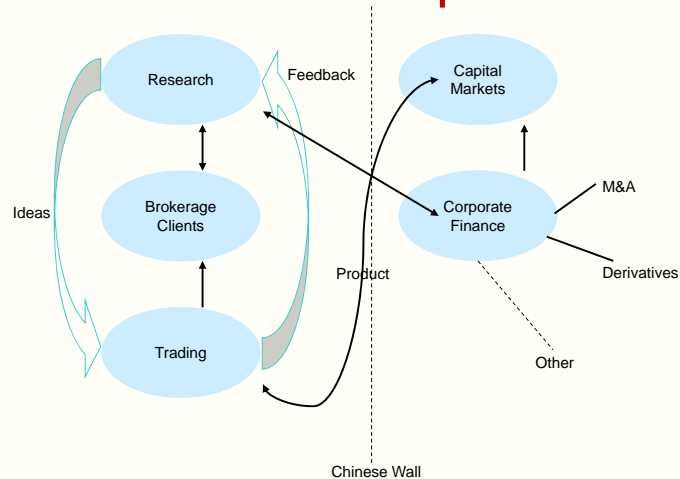 Research
Feedback
Capital
Markets
Ideas
Brokerage
Clients
Corporate
Finance
M&A
Product
Derivatives
Trading
Other
Chinese Wall